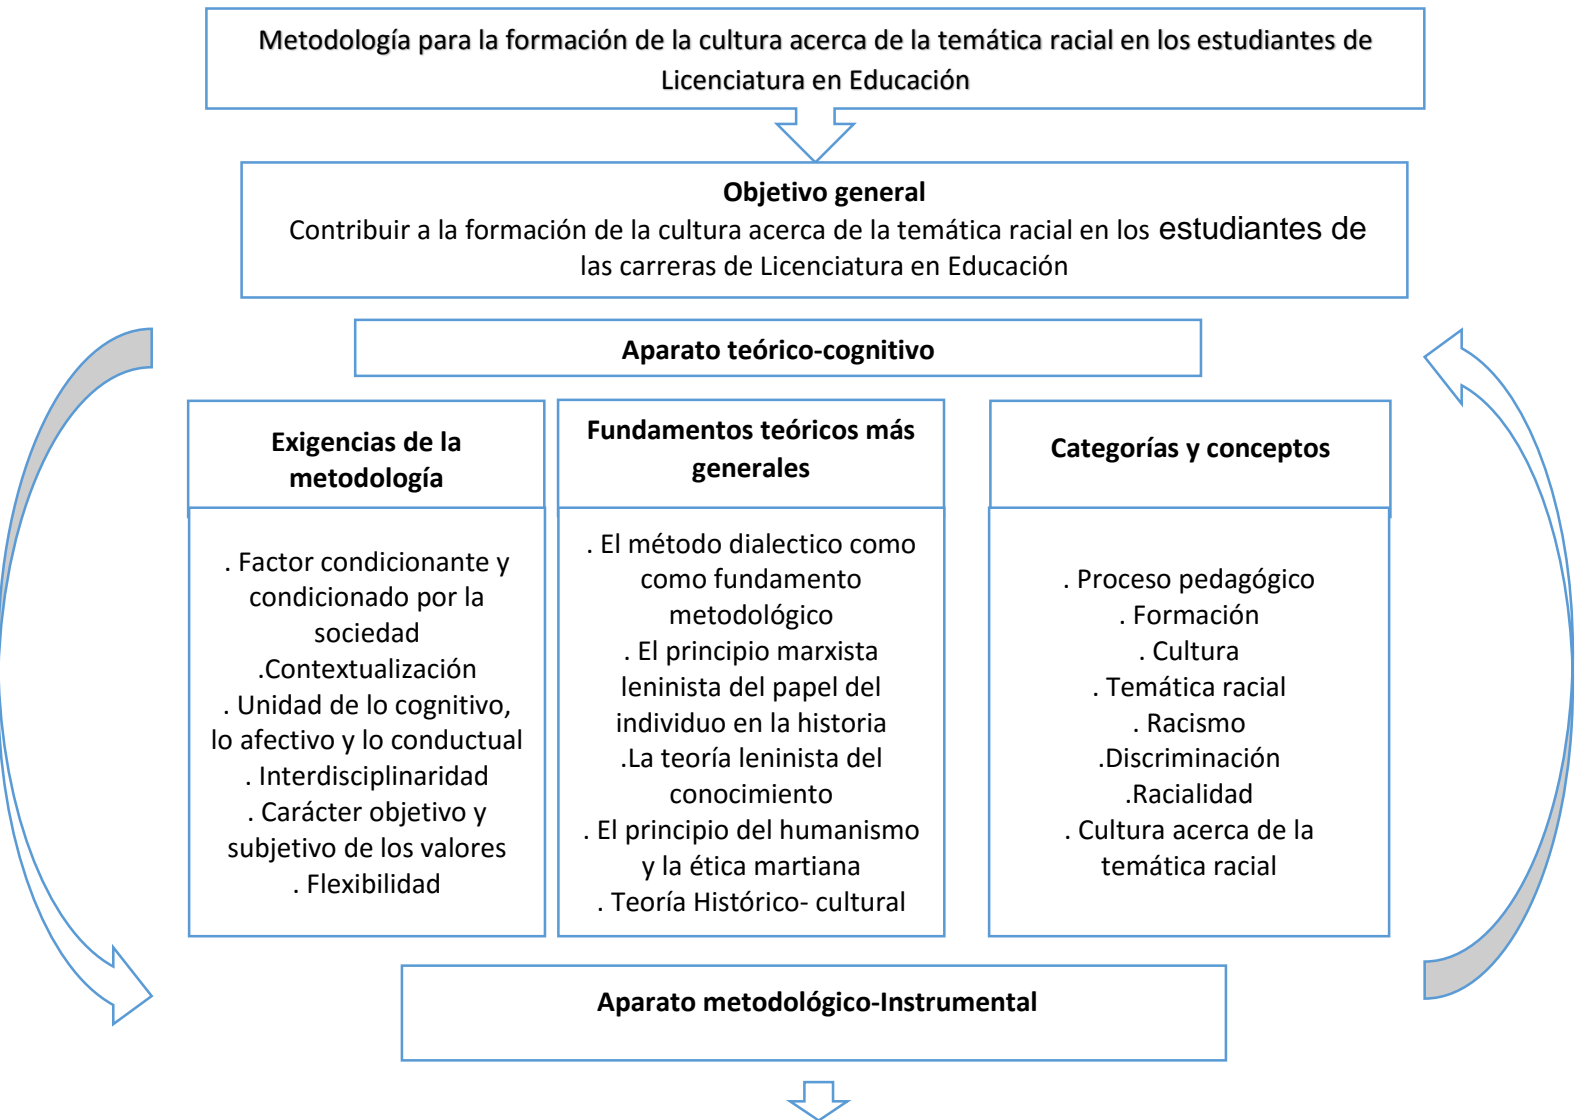 Metodología para la formación de la cultura acerca de la temática racial en los estudiantes de
Licenciatura en Educación
Objetivo general
Contribuir a la formación de la cultura acerca de la temática racial en los estudiantes de
las carreras de Licenciatura en Educación
Aparato teórico-cognitivo
Exigencias de la
metodología
. Factor condicionante y
condicionado por la
sociedad
.Contextualización
. Unidad de lo cognitivo,
lo afectivo y lo conductual
. Interdisciplinaridad
. Carácter objetivo y
subjetivo de los valores
. Flexibilidad
Fundamentos teóricos más
generales
. El método dialectico como
como fundamento
metodológico
. El principio marxista
leninista del papel del
individuo en la historia
.La teoría leninista del
conocimiento
. El principio del humanismo
y la ética martiana
. Teoría Histórico- cultural
Categorías y conceptos
. Proceso pedagógico
. Formación
. Cultura
. Temática racial
. Racismo
.Discriminación
.Racialidad
. Cultura acerca de la
temática racial
Aparato metodológico-Instrumental